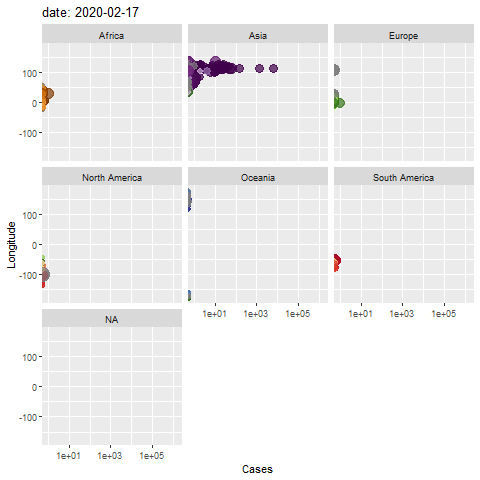 date: 2020-02-17
Africa
Asia
Europe
100
0
-100
North America
Oceania
South America
100
0
-100
1e+01
1e+03
1e+05
1e+01
1e+03
1e+05
NA
100
0
-100
1e+01
1e+03
1e+05
Longitude
Cases